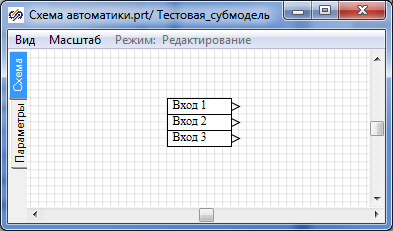 Схема автоматики.prt/ Тестовая_субмодель
Вид Масштаб Режим: Редактирование
Схема
Параметры
Вход 1
Вход 2
Вход 3